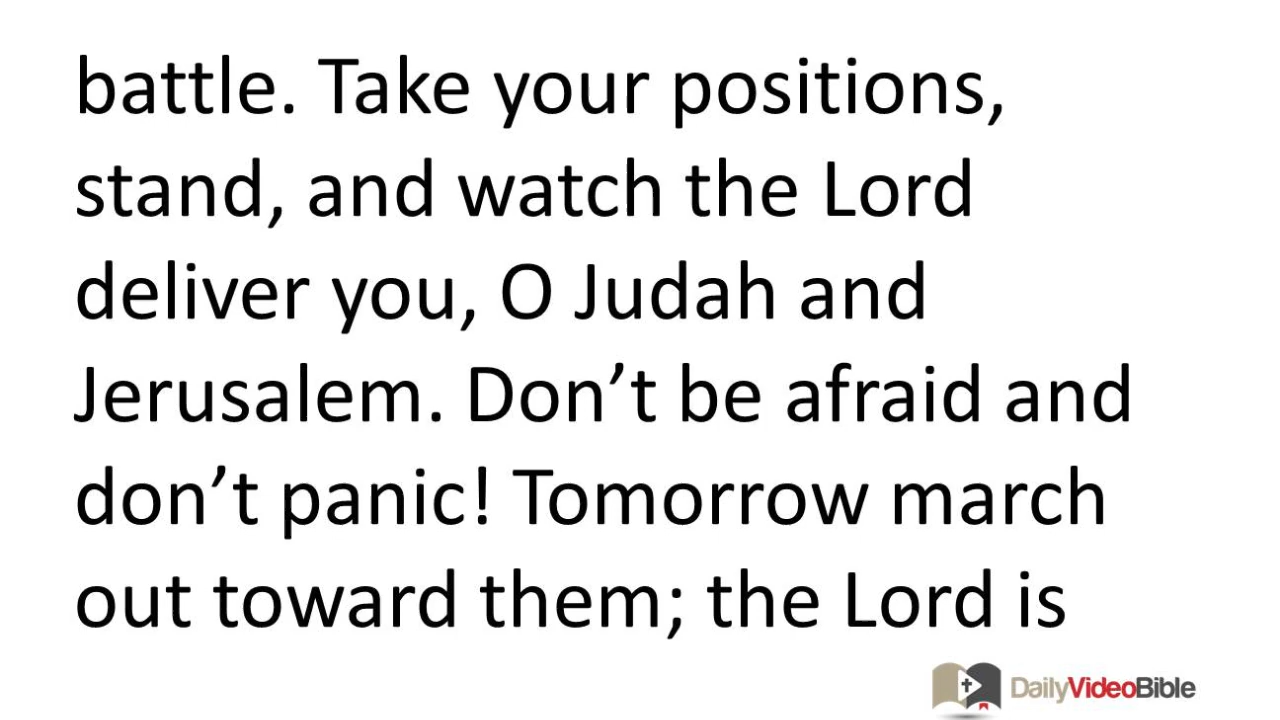 battle. Take your positions,
stand, and watch the Lord
deliver you, O Judah and
Jerusalem. Don’t be afraid and
don’t panic! Tomorrow march
out toward them; the Lord is
DailyVideoBible